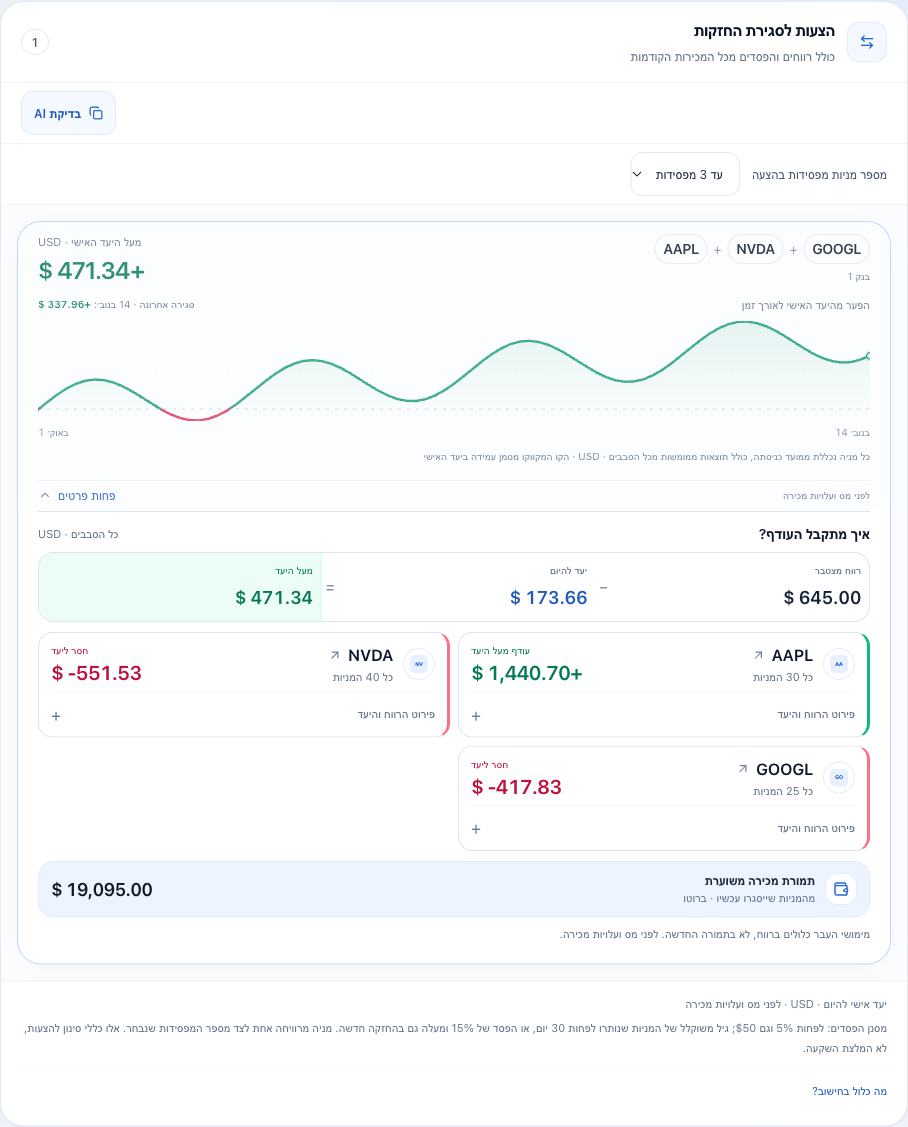 הצעות לסגירת החזקות
1
כולל רווחים והפסדים מכל המכירות הקודמות
בדיקת AI
מספר מניות מפסידות בהצעה
עד 3 מפסידות
GOOGL + NVDA + AAPL
בנק 1
מעל היעד האישי · USD
$ 471.34+
הפער מהיעד האישי לאורך זמן
סגירה אחרונה · 14 בנוב׳: +337.96 $
1 באוק׳
14 בנוב׳
כל מניה נכללת ממועד כניסתה, כולל תוצאות ממומשות מכל הסבבים · USD · הקו המקווקו מסמן עמידה ביעד האישי
לפני מס ועלויות מכירה
פחות פרטים
איך מתקבל העודף?
כל הסבבים · USD
רווח מצטבר
$ 645.00
−
יעד להיום
$ 173.66
=
מעל היעד
$ 471.34
AA
AAPL
כל 30 המניות
עודף מעל היעד
$ 1,440.70+
פירוט הרווח והיעד
+
NV
NVDA
כל 40 המניות
חסר ליעד
$ -551.53
פירוט הרווח והיעד
+
GO
GOOGL
כל 25 המניות
חסר ליעד
$ -417.83
פירוט הרווח והיעד
+
תמורת מכירה משוערת
מהמניות שייסגרו עכשיו · ברוטו
$ 19,095.00
מימושי העבר כלולים ברווח, לא בתמורה החדשה. לפני מס ועלויות מכירה.
יעד אישי להיום · USD · לפני מס ועלויות מכירה
מסנן הפסדים: לפחות 5% וגם $50; גיל משוקלל של המניות שנותרו לפחות 30 יום, או הפסד של 15% ומעלה גם בהחזקה חדשה. מניה מרוויחה אחת לצד מספר המפסידות שנבחר. אלו כללי סינון להצעות,
לא המלצת השקעה.
מה כלול בחישוב?